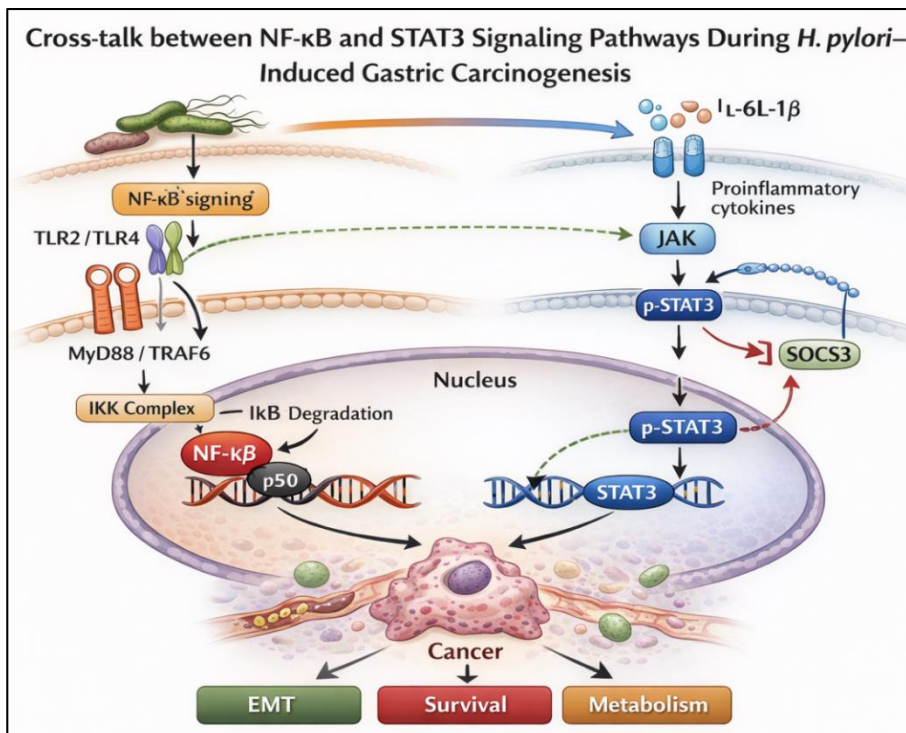 Cross-talk between NF-κB and STAT3 Signaling Pathways During H. pylori–
Induced Gastric Carcinogenesis
IL-6L-1β
NF-κB signing
Proinflammatory
cytokines
TLR2 / TLR4
JAK
p-STAT3
MyD88 / TRAF6
SOCS3
Nucleus
IKK Complex
IkB Degradation
p-STAT3
NF-κβ
p50
STAT3
Cancer
EMT
Survival
Metabolism